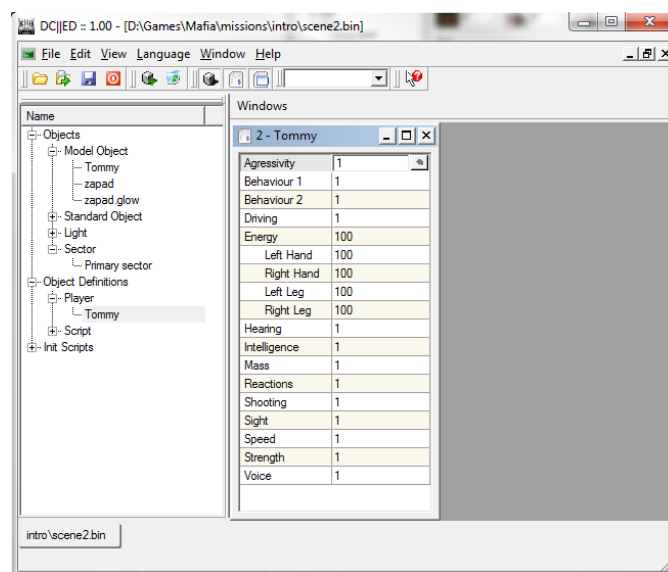 DC||ED :: 1.00 - [D:\Games\Mafia\missions\intro\scene2.bin]
File Edit View Language Window Help
Name
Objects
Model Object
Tommy
zapad
zapad.glow
Standard Object
Light
Sector
Primary sector
Object Definitions
Player
Tommy
Script
Init Scripts
Windows
2 - Tommy
Agressivity 1
Behaviour 1 1
Behaviour 2 1
Driving 1
Energy 100
Left Hand 100
Right Hand 100
Left Leg 100
Right Leg 100
Hearing 1
Intelligence 1
Mass 1
Reactions 1
Shooting 1
Sight 1
Speed 1
Strength 1
Voice 1
intro\scene2.bin